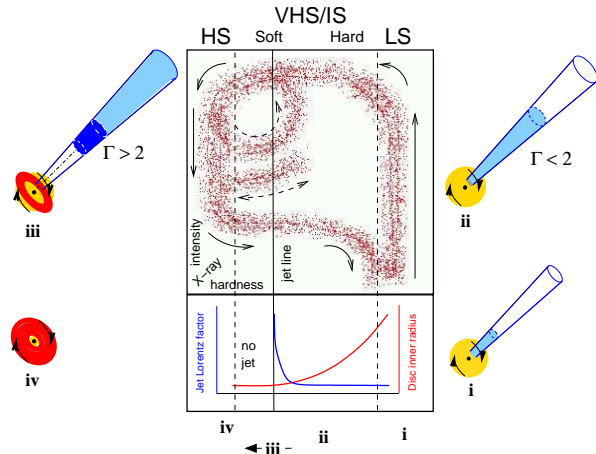 VHS/IS
HS
Soft
Hard
LS
Γ > 2
Γ < 2
iii
ii
intensity
X-ray
hardness
jet line
iv
i
Jet Lorentz factor
no
jet
Disc inner radius
iv
iii
ii
i